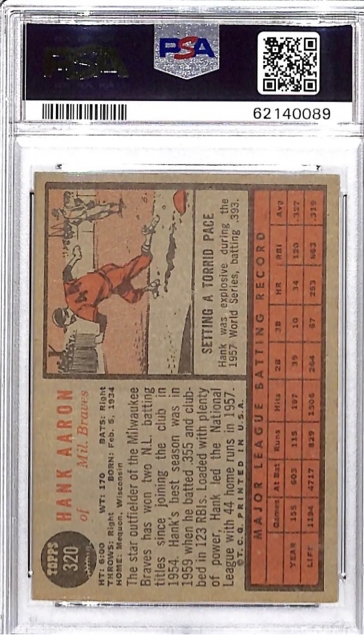 PSA
62140089
TOPPS
320
HANK AARON
of Mil. Braves
HT: 6:00 WT: 170 BATS: Right
THROWS: Right BORN: Feb. 5, 1934
HOME: Mequon, Wisconsin
The star outfielder of the Milwaukee
Braves has won two N.L. batting
titles since joining the club in
1954. Hank's best season was in
1959 when he batted .355 and club-
bed in 123 RBIs. Loaded with plenty
of power, Hank led the National
League with 44 home runs in 1957.
© T.C.G. PRINTED IN U.S.A.
SETTING A TORRID PACE
Hank was explosive during the
1957 World Series, batting .393.
MAJOR LEAGUE BATTING RECORD
Games At Bat Runs Hits 2B 3B HR RBI Avg.
YEAR 155 603 115 197 39 10 34 120 .327
LIFE 1194 4717 829 1506 264 67 253 863 .319